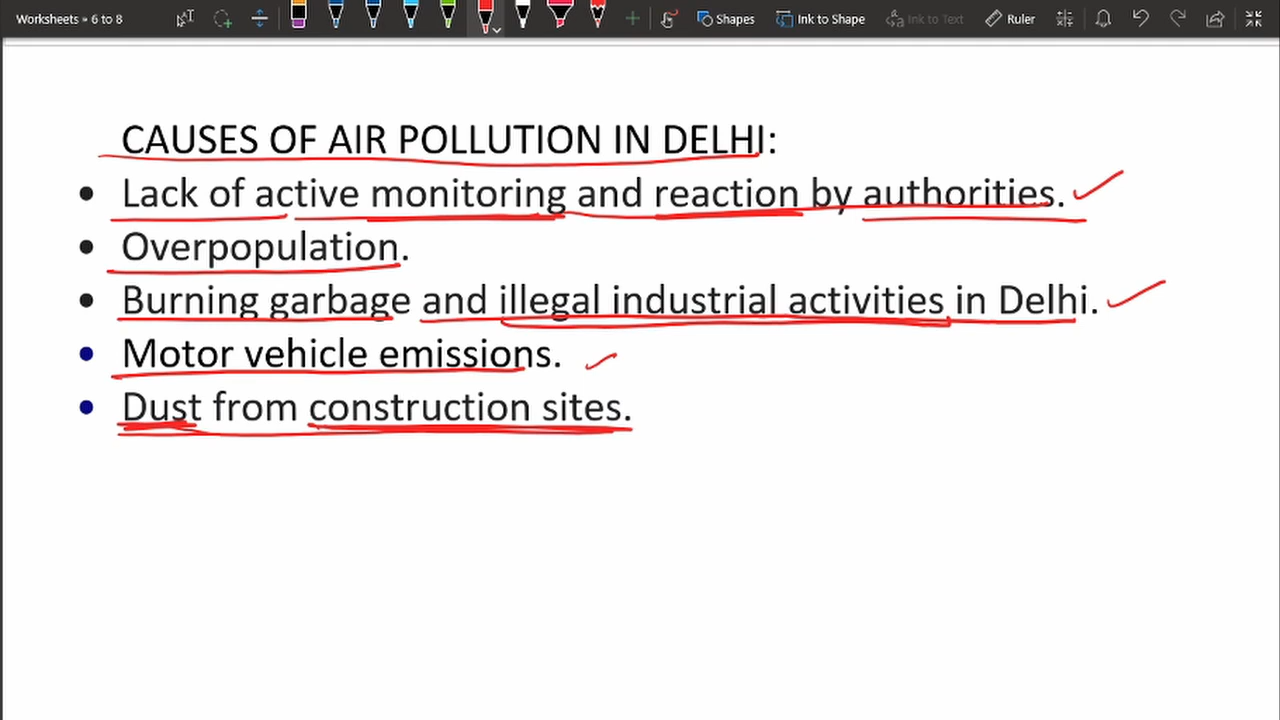 Worksheets » 6 to 8
Shapes
Ink to Shape
Ink to Text
Ruler
CAUSES OF AIR POLLUTION IN DELHI:
• Lack of active monitoring and reaction by authorities.
• Overpopulation.
• Burning garbage and illegal industrial activities in Delhi.
• Motor vehicle emissions.
• Dust from construction sites.